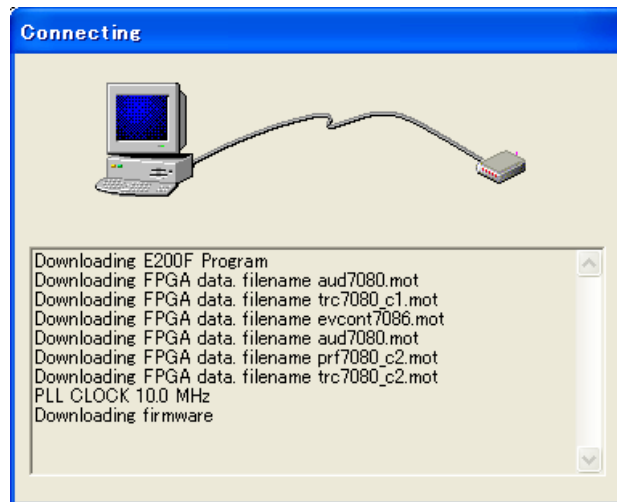 Connecting
Downloading E200F Program
Downloading FPGA data. filename aud7080.mot
Downloading FPGA data. filename trc7080_c1.mot
Downloading FPGA data. filename evcont7086.mot
Downloading FPGA data. filename aud7080.mot
Downloading FPGA data. filename prf7080_c2.mot
Downloading FPGA data. filename trc7080_c2.mot
PLL CLOCK 10.0 MHz
Downloading firmware